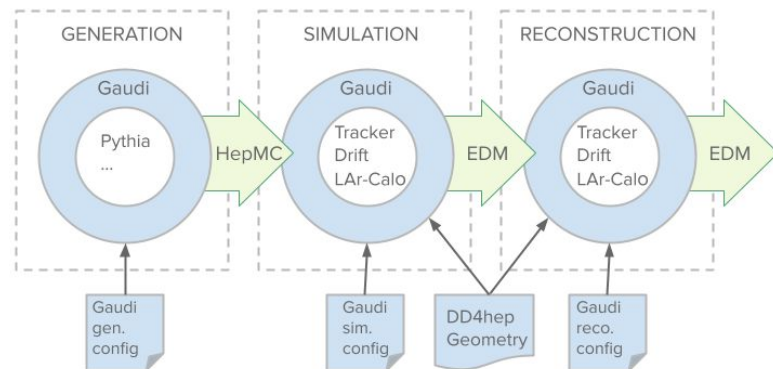 GENERATION
SIMULATION
RECONSTRUCTION
Gaudi
Pythia
...
HepMC
Gaudi
Tracker
Drift
LAr-Calo
EDM
Gaudi
Tracker
Drift
LAr-Calo
EDM
Gaudi
gen.
config
Gaudi
sim.
config
DD4hep
Geometry
Gaudi
reco.
config